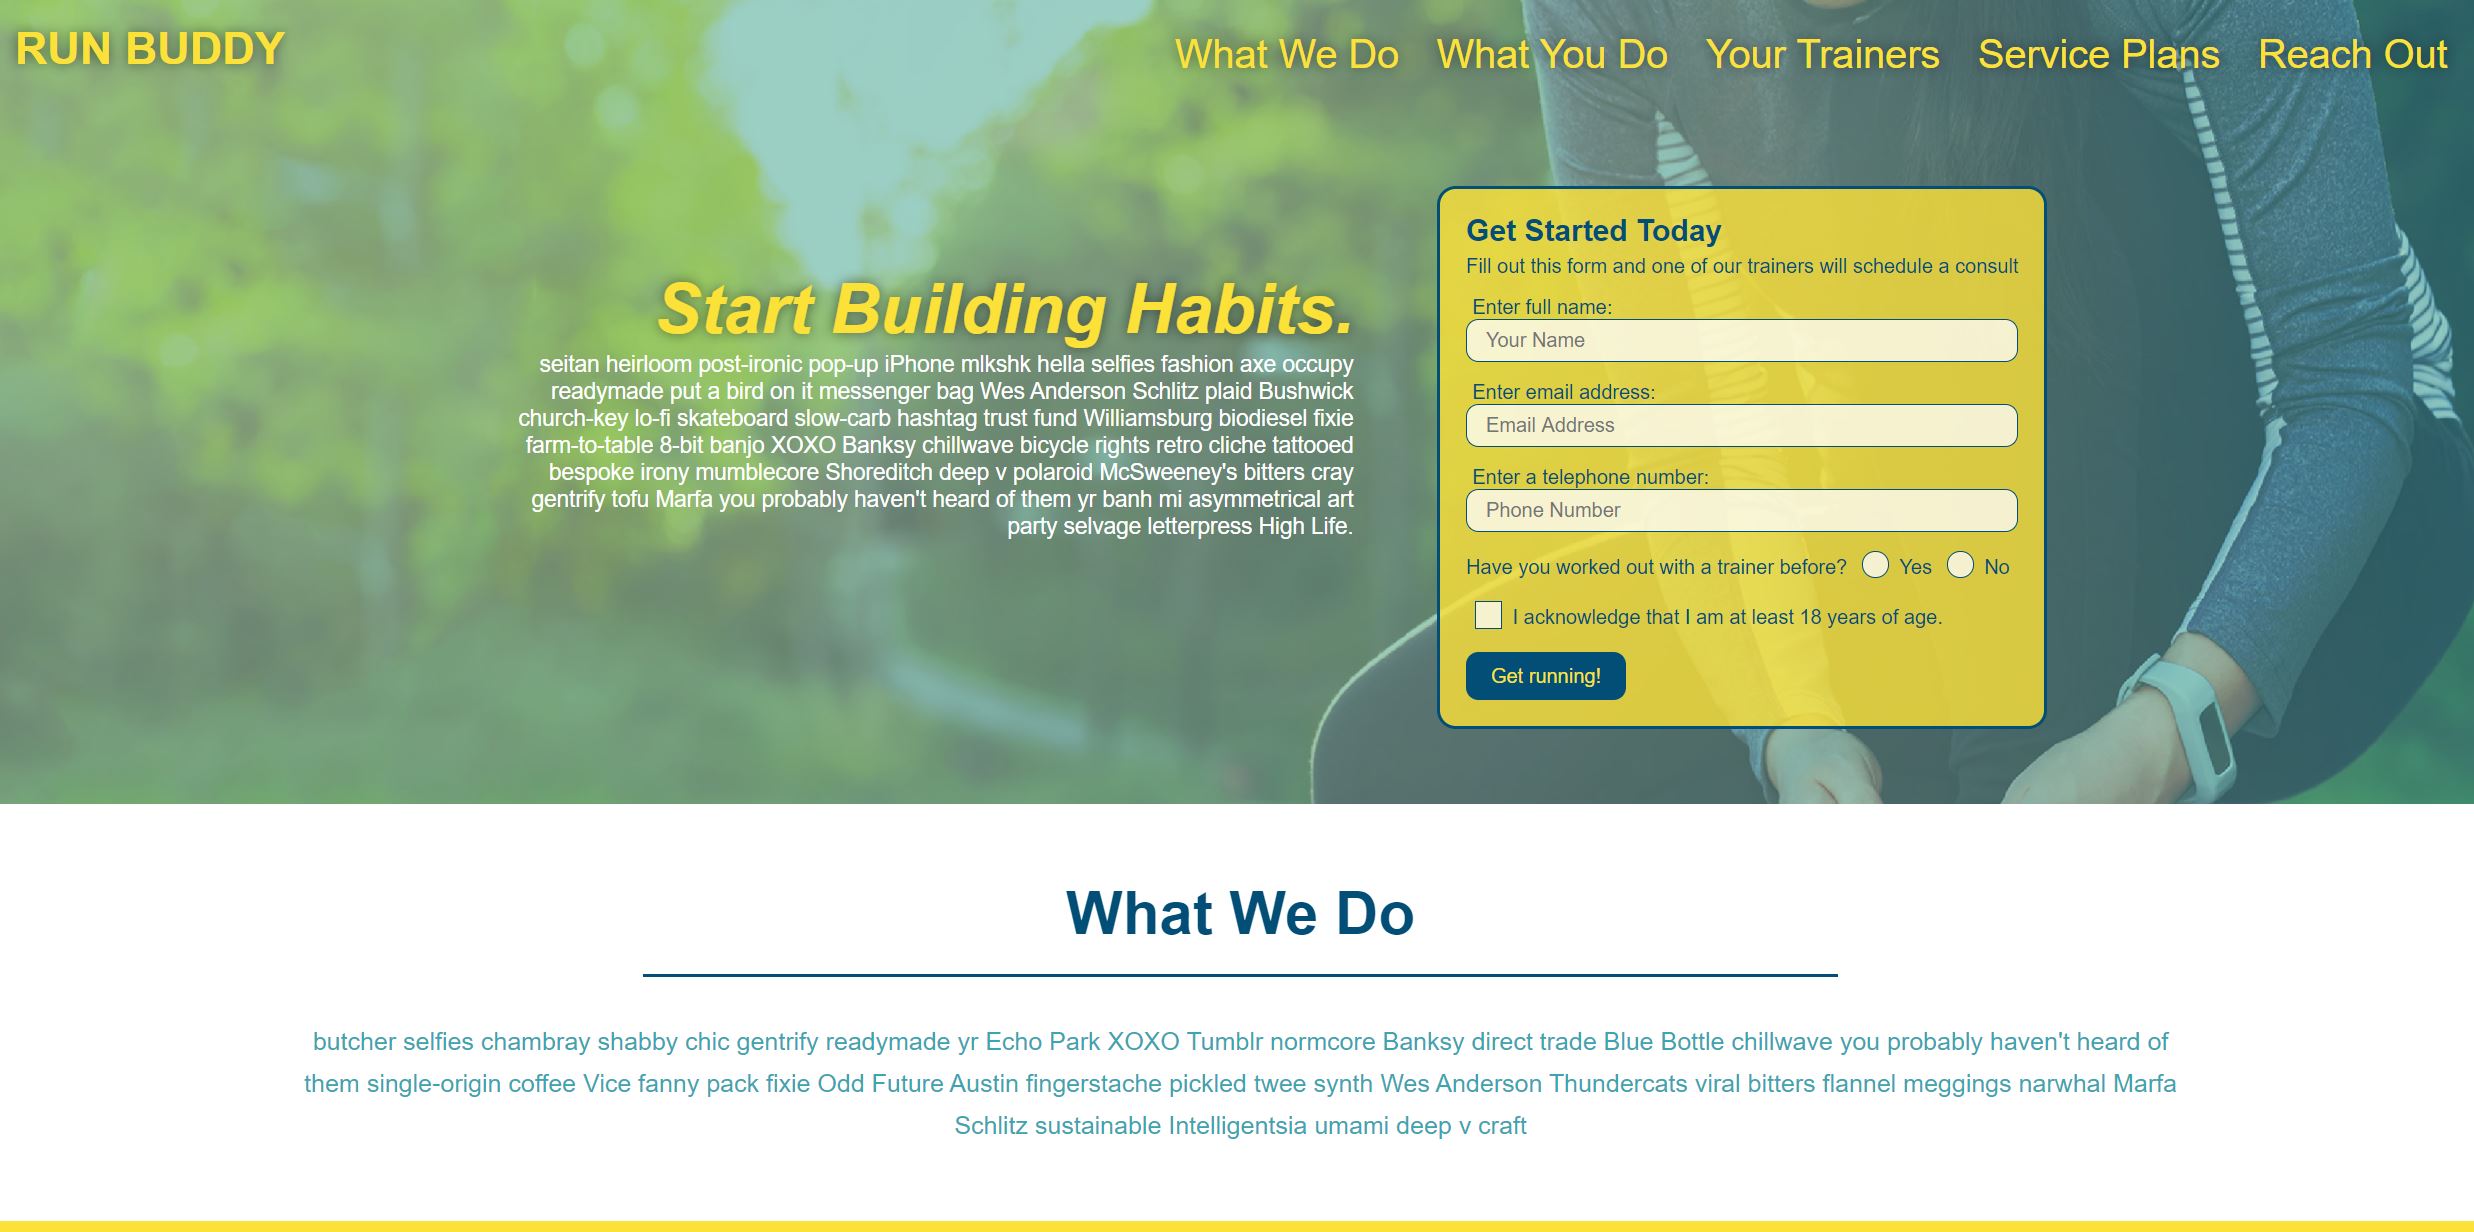 RUN BUDDY
What We Do What You Do Your Trainers Service Plans Reach Out
Start Building Habits.
seitan heirloom post-ironic pop-up iPhone mlkshk hella selfies fashion axe occupy
readymade put a bird on it messenger bag Wes Anderson Schlitz plaid Bushwick
church-key lo-fi skateboard slow-carb hashtag trust fund Williamsburg biodiesel fixie
farm-to-table 8-bit banjo XOXO Banksy chillwave bicycle rights retro cliche tattooed
bespoke irony mumblecore Shoreditch deep v polaroid McSweeney's bitters cray
gentrify tofu Marfa you probably haven't heard of them yr banh mi asymmetrical art
party selvage letterpress High Life.
Get Started Today
Fill out this form and one of our trainers will schedule a consult
Enter full name:
Your Name
Enter email address:
Email Address
Enter a telephone number:
Phone Number
Have you worked out with a trainer before? Yes No
I acknowledge that I am at least 18 years of age.
Get running!
What We Do
butcher selfies chambray shabby chic gentrify readymade yr Echo Park XOXO Tumblr normcore Banksy direct trade Blue Bottle chillwave you probably haven't heard of
them single-origin coffee Vice fanny pack fixie Odd Future Austin fingerstache pickled twee synth Wes Anderson Thundercats viral bitters flannel meggings narwhal Marfa
Schlitz sustainable Intelligentsia umami deep v craft